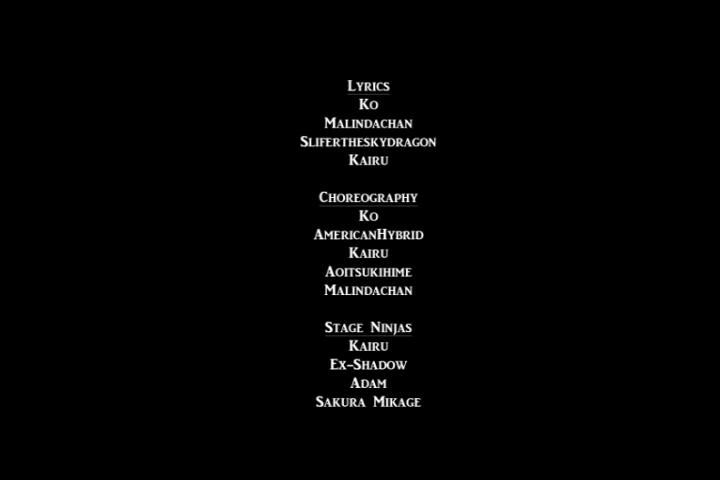 Lyrics
Ko
Malindachan
Slifertheskydragon
Kairu
Choreography
Ko
AmericanHybrid
Kairu
Aoitsukihime
Malindachan
Stage Ninjas
Kairu
Ex-Shadow
Adam
Sakura Mikage